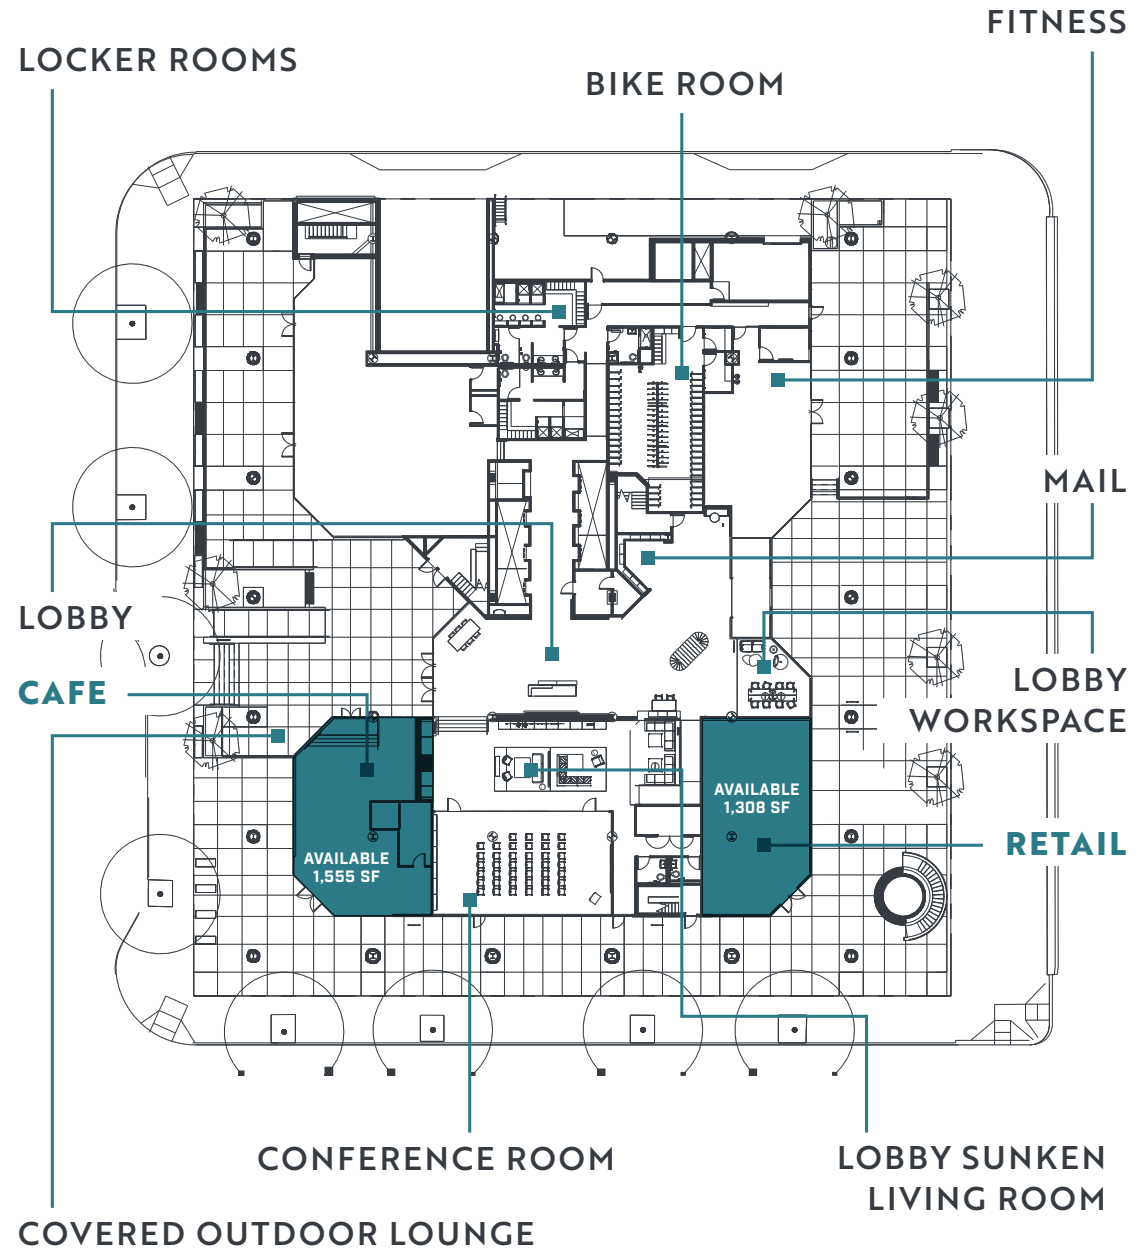 FITNESS
LOCKER ROOMS
BIKE ROOM
MAIL
LOBBY
LOBBY
WORKSPACE
CAFE
AVAILABLE
1,308 SF
RETAIL
AVAILABLE
1,555 SF
CONFERENCE ROOM
LOBBY SUNKEN
LIVING ROOM
COVERED OUTDOOR LOUNGE